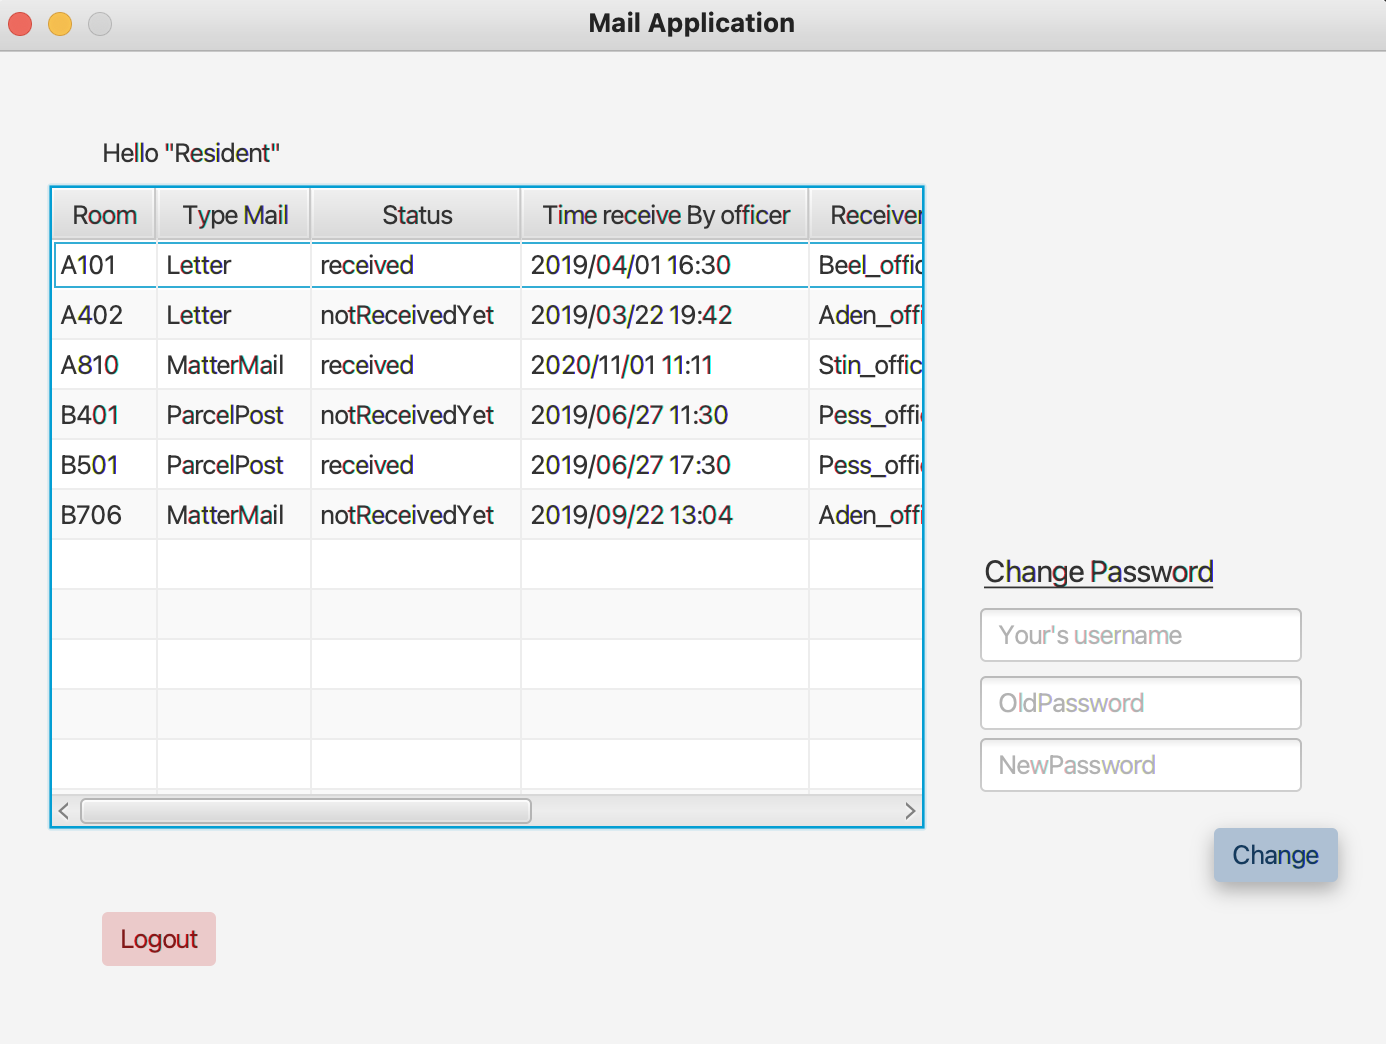 Mail Application
Hello "Resident"
Room Type Mail Status Time receive By officer Receiver
A101 Letter received 2019/04/01 16:30 Beel_offic
A402 Letter notReceivedYet 2019/03/22 19:42 Aden_offi
A810 MatterMail received 2020/11/01 11:11 Stin_offic
B401 ParcelPost notReceivedYet 2019/06/27 11:30 Pess_offi
B501 ParcelPost received 2019/06/27 17:30 Pess_offi
B706 MatterMail notReceivedYet 2019/09/22 13:04 Aden_offi
Change Password
Your's username
OldPassword
NewPassword
Change
Logout